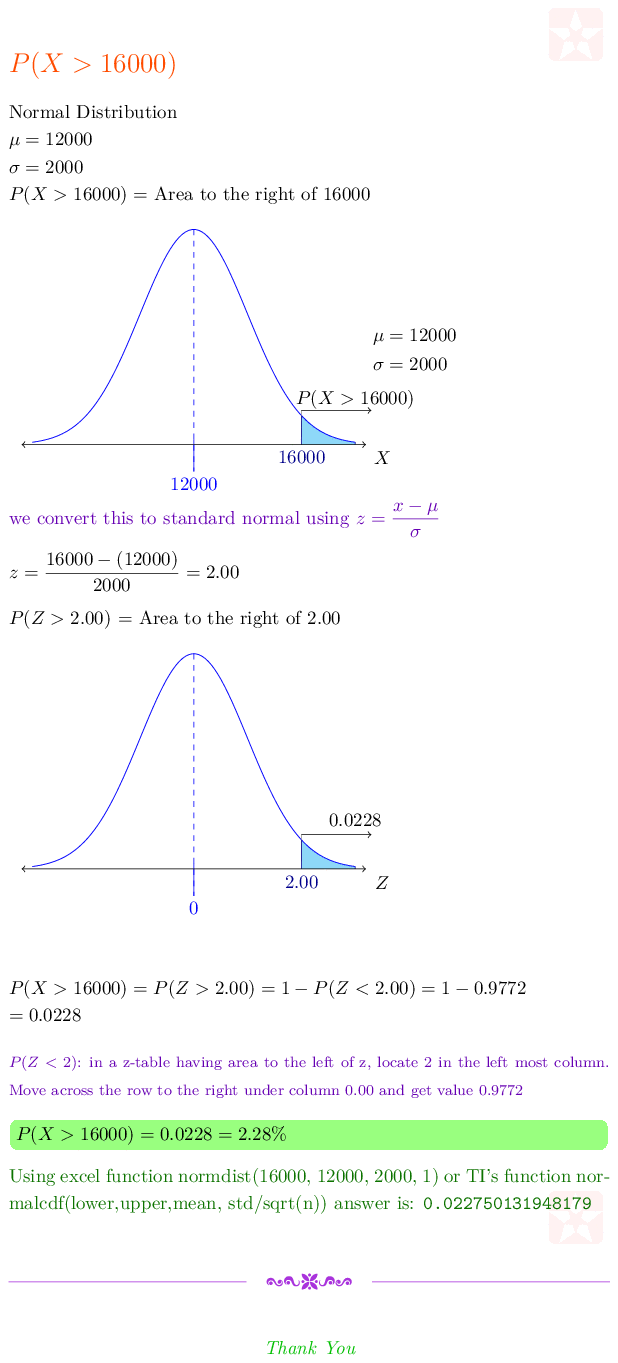 P(X > 16000)
Normal Distribution
μ = 12000
σ = 2000
P(X > 16000) = Area to the right of 16000
μ = 12000
σ = 2000
P(X > 16000)
16000
X
12000
we convert this to standard normal using z = \frac{x − μ}{σ}
z = \frac{16000 − (12000)}{2000} = 2.00
P(Z > 2.00) = Area to the right of 2.00
0.0228
2.00
Z
0
P(X > 16000) = P(Z > 2.00) = 1 − P(Z < 2.00) = 1 − 0.9772
= 0.0228
P(Z < 2): in a z-table having area to the left of z, locate 2 in the left most column.
Move across the row to the right under column 0.00 and get value 0.9772
P(X > 16000) = 0.0228 = 2.28%
Using excel function normdist(16000, 12000, 2000, 1) or TI's function nor-
malcdf(lower,upper,mean, std/sqrt(n)) answer is: 0.022750131948179
Thank You